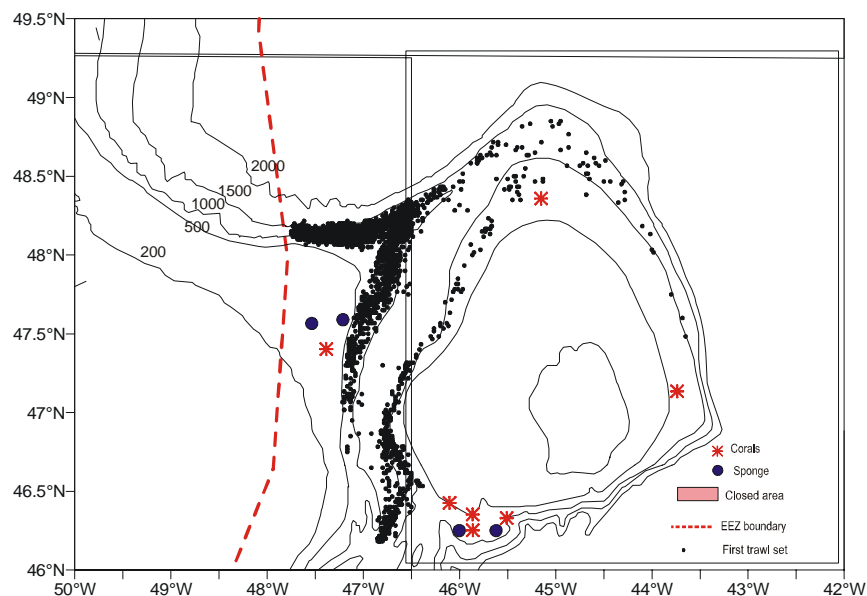 49.5°N
49°N
48.5°N
48°N
47.5°N
47°N
46.5°N
46°N
2000
1500
1000
500
200
Corals
Sponge
Closed area
EEZ boundary
First trawl set
50°W 49°W 48°W 47°W 46°W 45°W 44°W 43°W 42°W